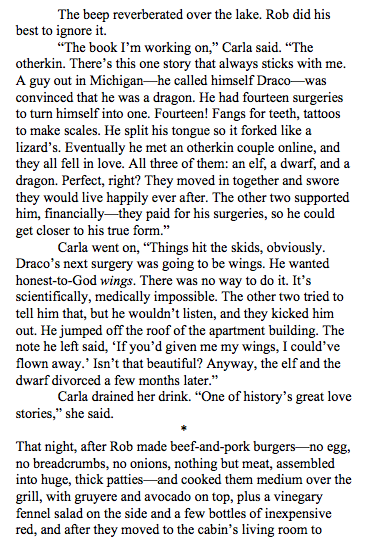 The beep reverberated over the lake. Rob did his
best to ignore it.
“The book I’m working on,” Carla said. “The
otherkin. There’s this one story that always sticks with me.
A guy out in Michigan—he called himself Draco—was
convinced that he was a dragon. He had fourteen surgeries
to turn himself into one. Fourteen! Fangs for teeth, tattoos
to make scales. He split his tongue so it forked like a
lizard’s. Eventually he met an otherkin couple online, and
they all fell in love. All three of them: an elf, a dwarf, and a
dragon. Perfect, right? They moved in together and swore
they would live happily ever after. The other two supported
him, financially—they paid for his surgeries, so he could
get closer to his true form.”
Carla went on, “Things hit the skids, obviously.
Draco’s next surgery was going to be wings. He wanted
honest-to-God wings. There was no way to do it. It’s
scientifically, medically impossible. The other two tried to
tell him that, but he wouldn’t listen, and they kicked him
out. He jumped off the roof of the apartment building. The
note he left said, ‘If you’d given me my wings, I could’ve
flown away.’ Isn’t that beautiful? Anyway, the elf and the
dwarf divorced a few months later.”
Carla drained her drink. “One of history’s great love
stories,” she said.
*
That night, after Rob made beef-and-pork burgers—no egg,
no breadcrumbs, no onions, nothing but meat, assembled
into huge, thick patties—and cooked them medium over the
grill, with gruyere and avocado on top, plus a vinegary
fennel salad on the side and a few bottles of inexpensive
red, and after they moved to the cabin’s living room to